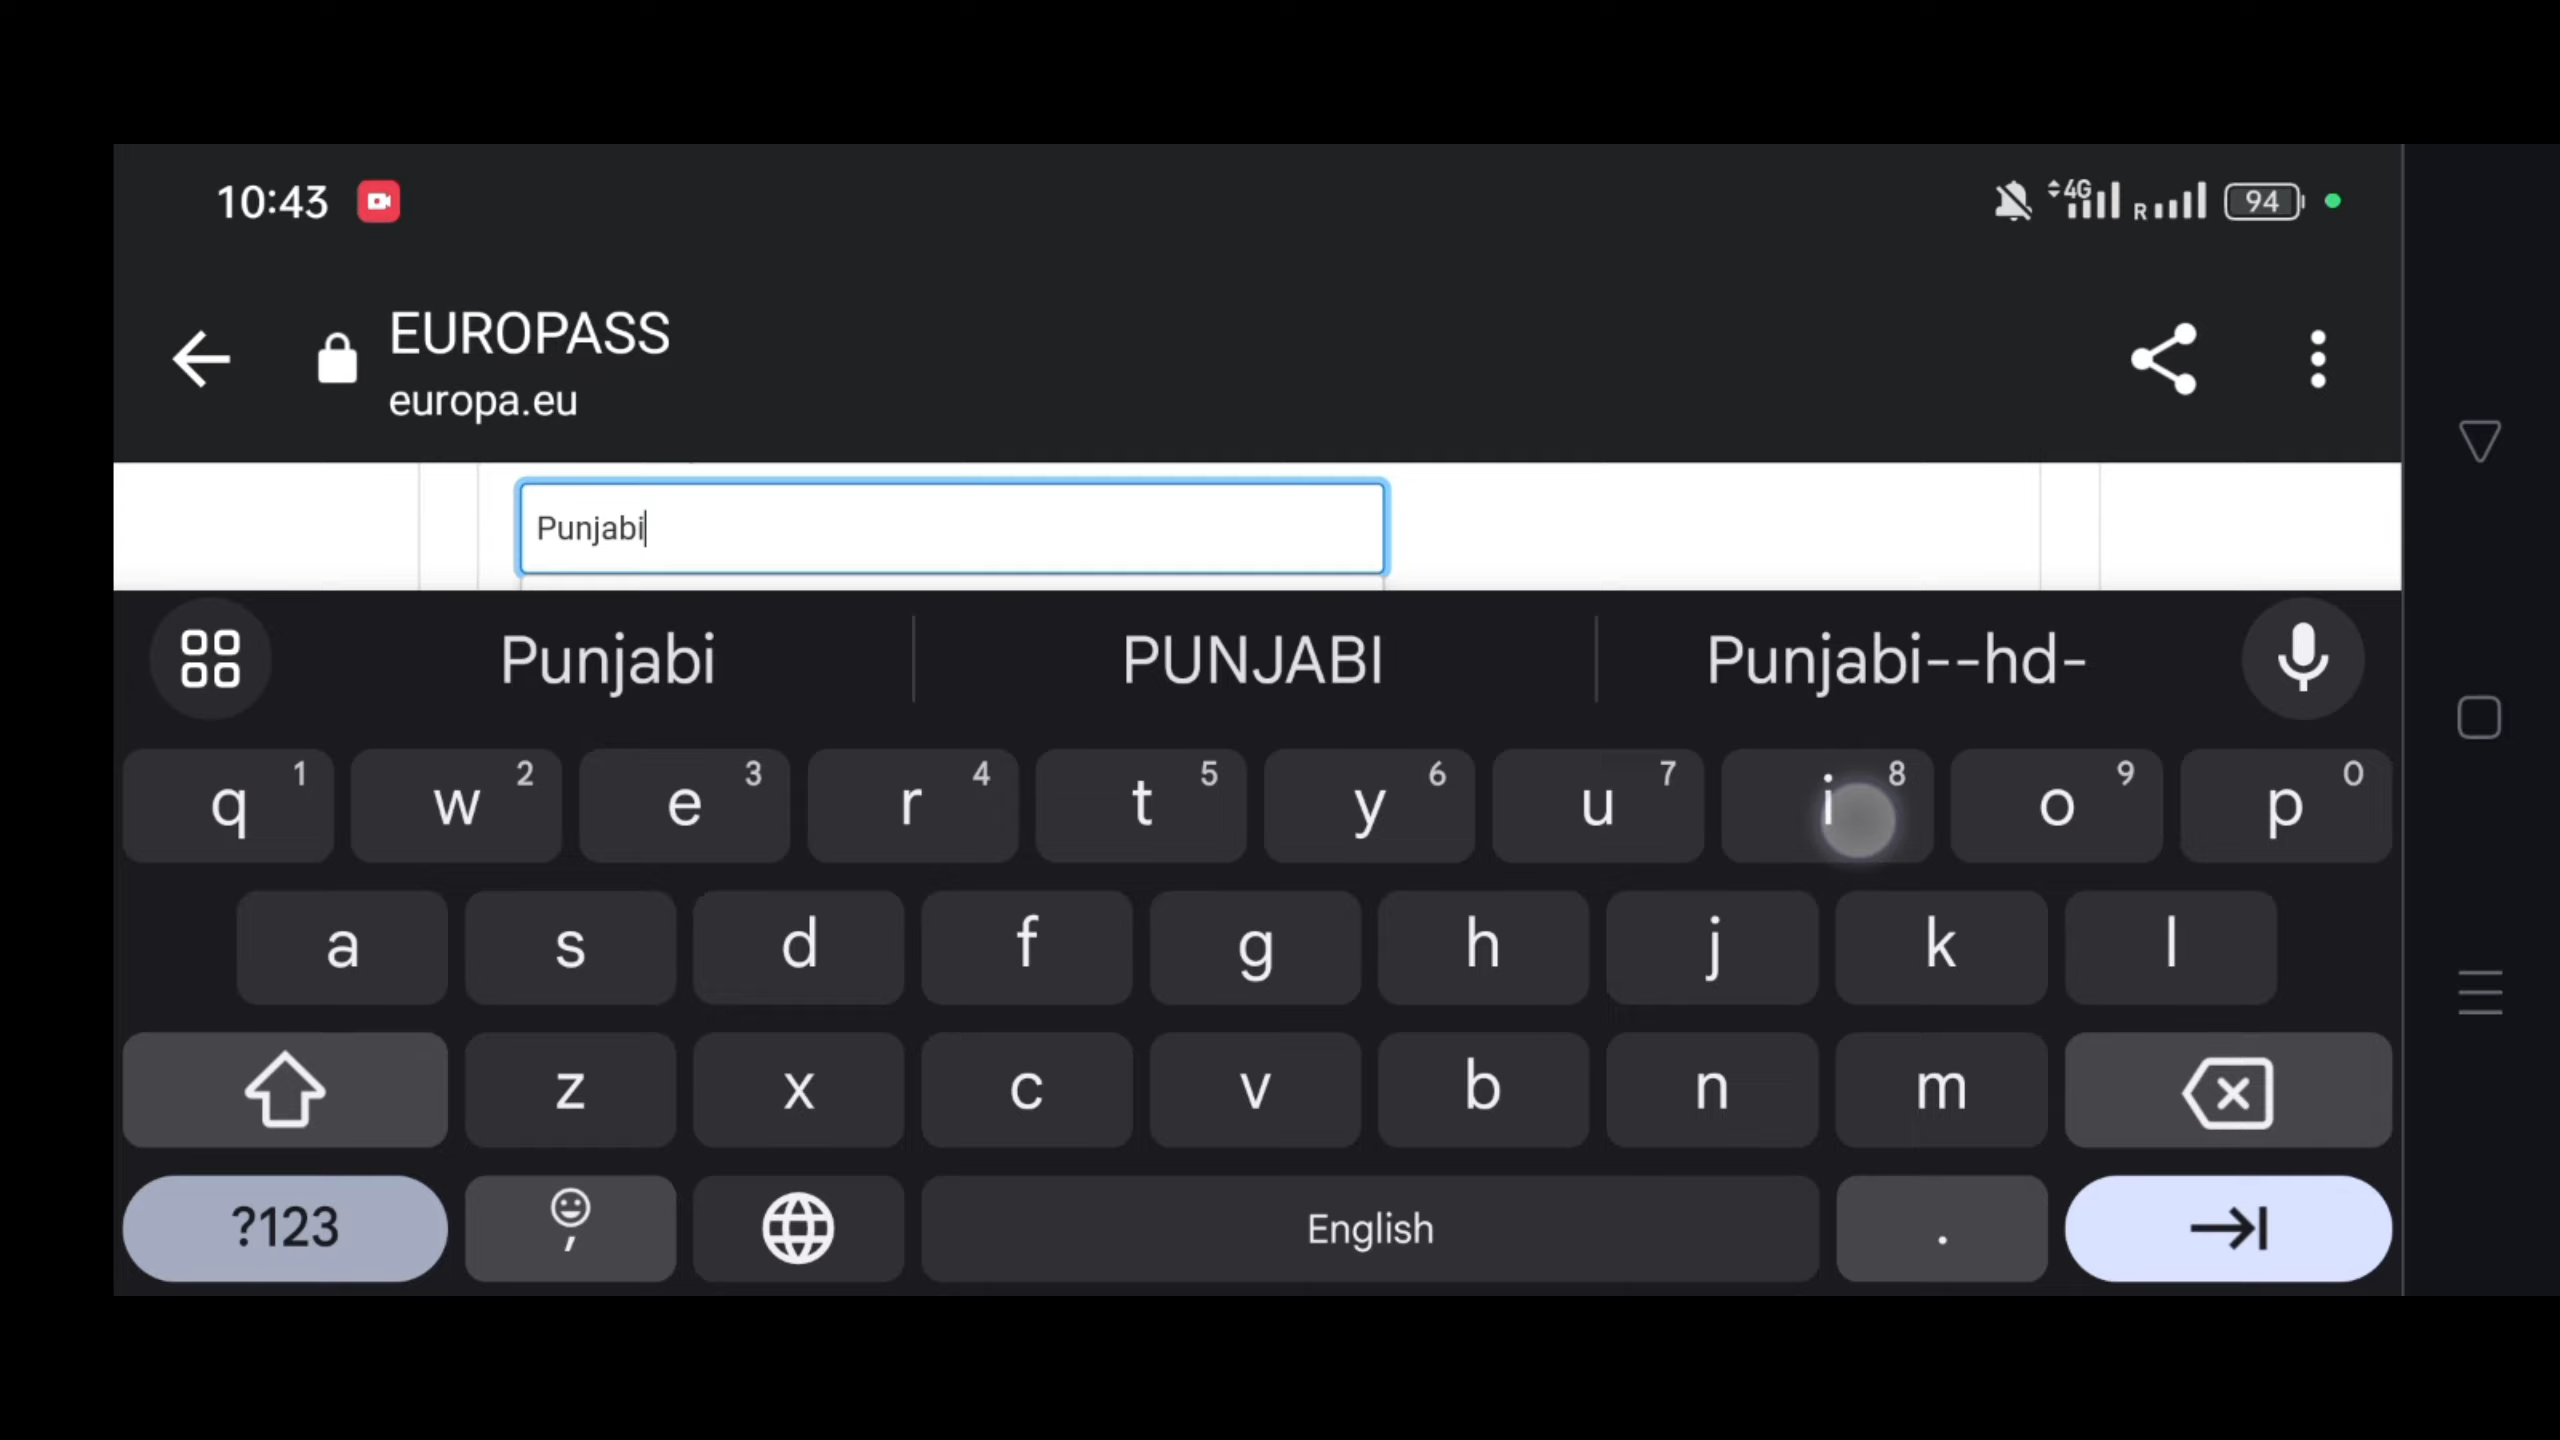 10:43 4G R 94
EUROPASS
europa.eu
Punjabi
Punjabi PUNJABI Punjabi--hd-
q 1 w 2 e 3 r 4 t 5 y 6 u 7 i 8 o 9 p 0
a s d f g h j k l
z x c v b n m
?123 , English .